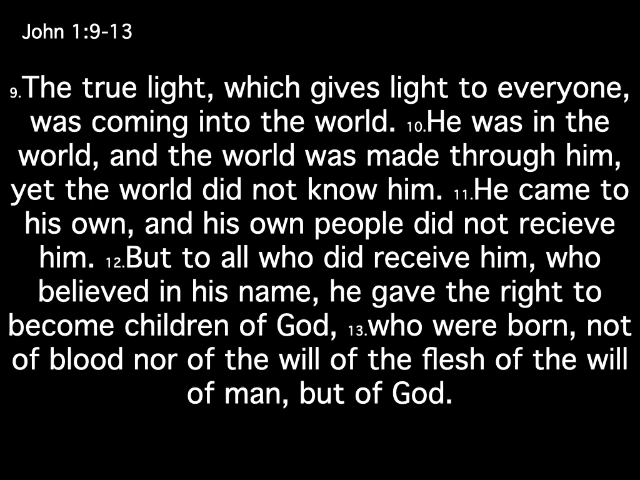 John 1:9-13
9.The true light, which gives light to everyone,
was coming into the world. 10.He was in the
world, and the world was made through him,
yet the world did not know him. 11.He came to
his own, and his own people did not recieve
him. 12.But to all who did receive him, who
believed in his name, he gave the right to
become children of God, 13.who were born, not
of blood nor of the will of the flesh of the will
of man, but of God.